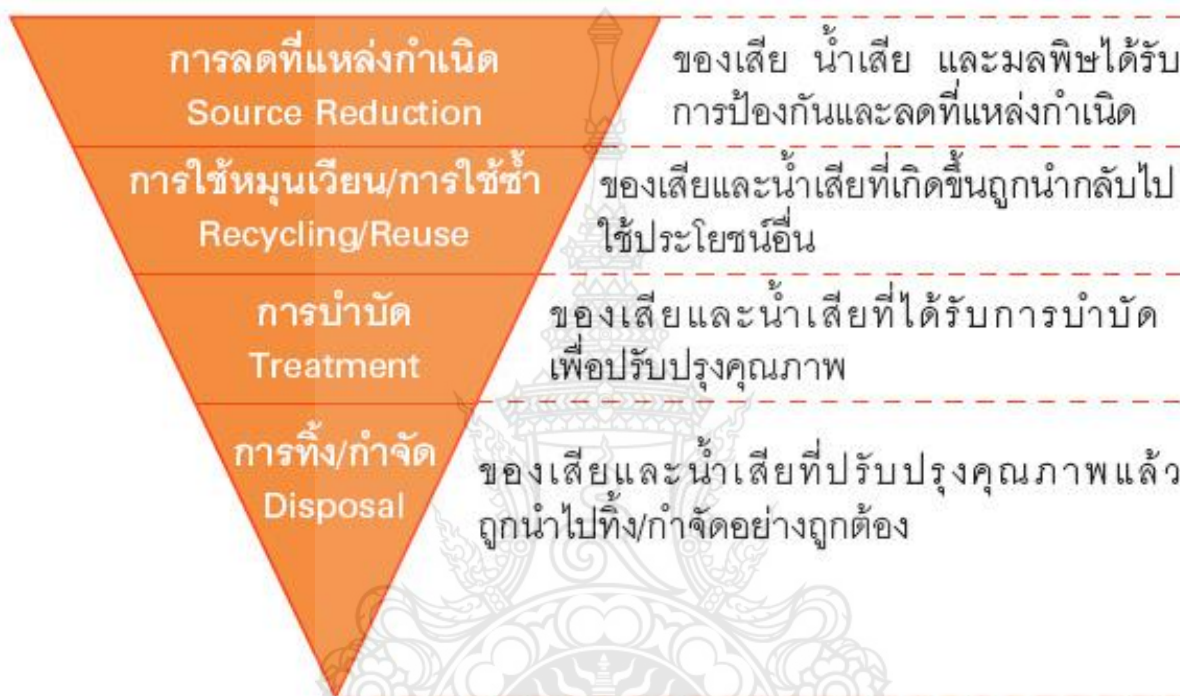 การลดที่แหล่งกำเนิด
Source Reduction
ของเสีย น้ำเสีย และมลพิษได้รับ
การป้องกันและลดที่แหล่งกำเนิด
การใช้หมุนเวียน/การใช้ซ้ำ
Recycling/Reuse
ของเสียและน้ำเสียที่เกิดขึ้นถูกนำกลับไป
ใช้ประโยชน์อื่น
การบำบัด
Treatment
ของเสียและน้ำเสียที่ได้รับการบำบัด
เพื่อปรับปรุงคุณภาพ
การทิ้ง/กำจัด
Disposal
ของเสียและน้ำเสียที่ปรับปรุงคุณภาพแล้ว
ถูกนำไปทิ้ง/กำจัดอย่างถูกต้อง